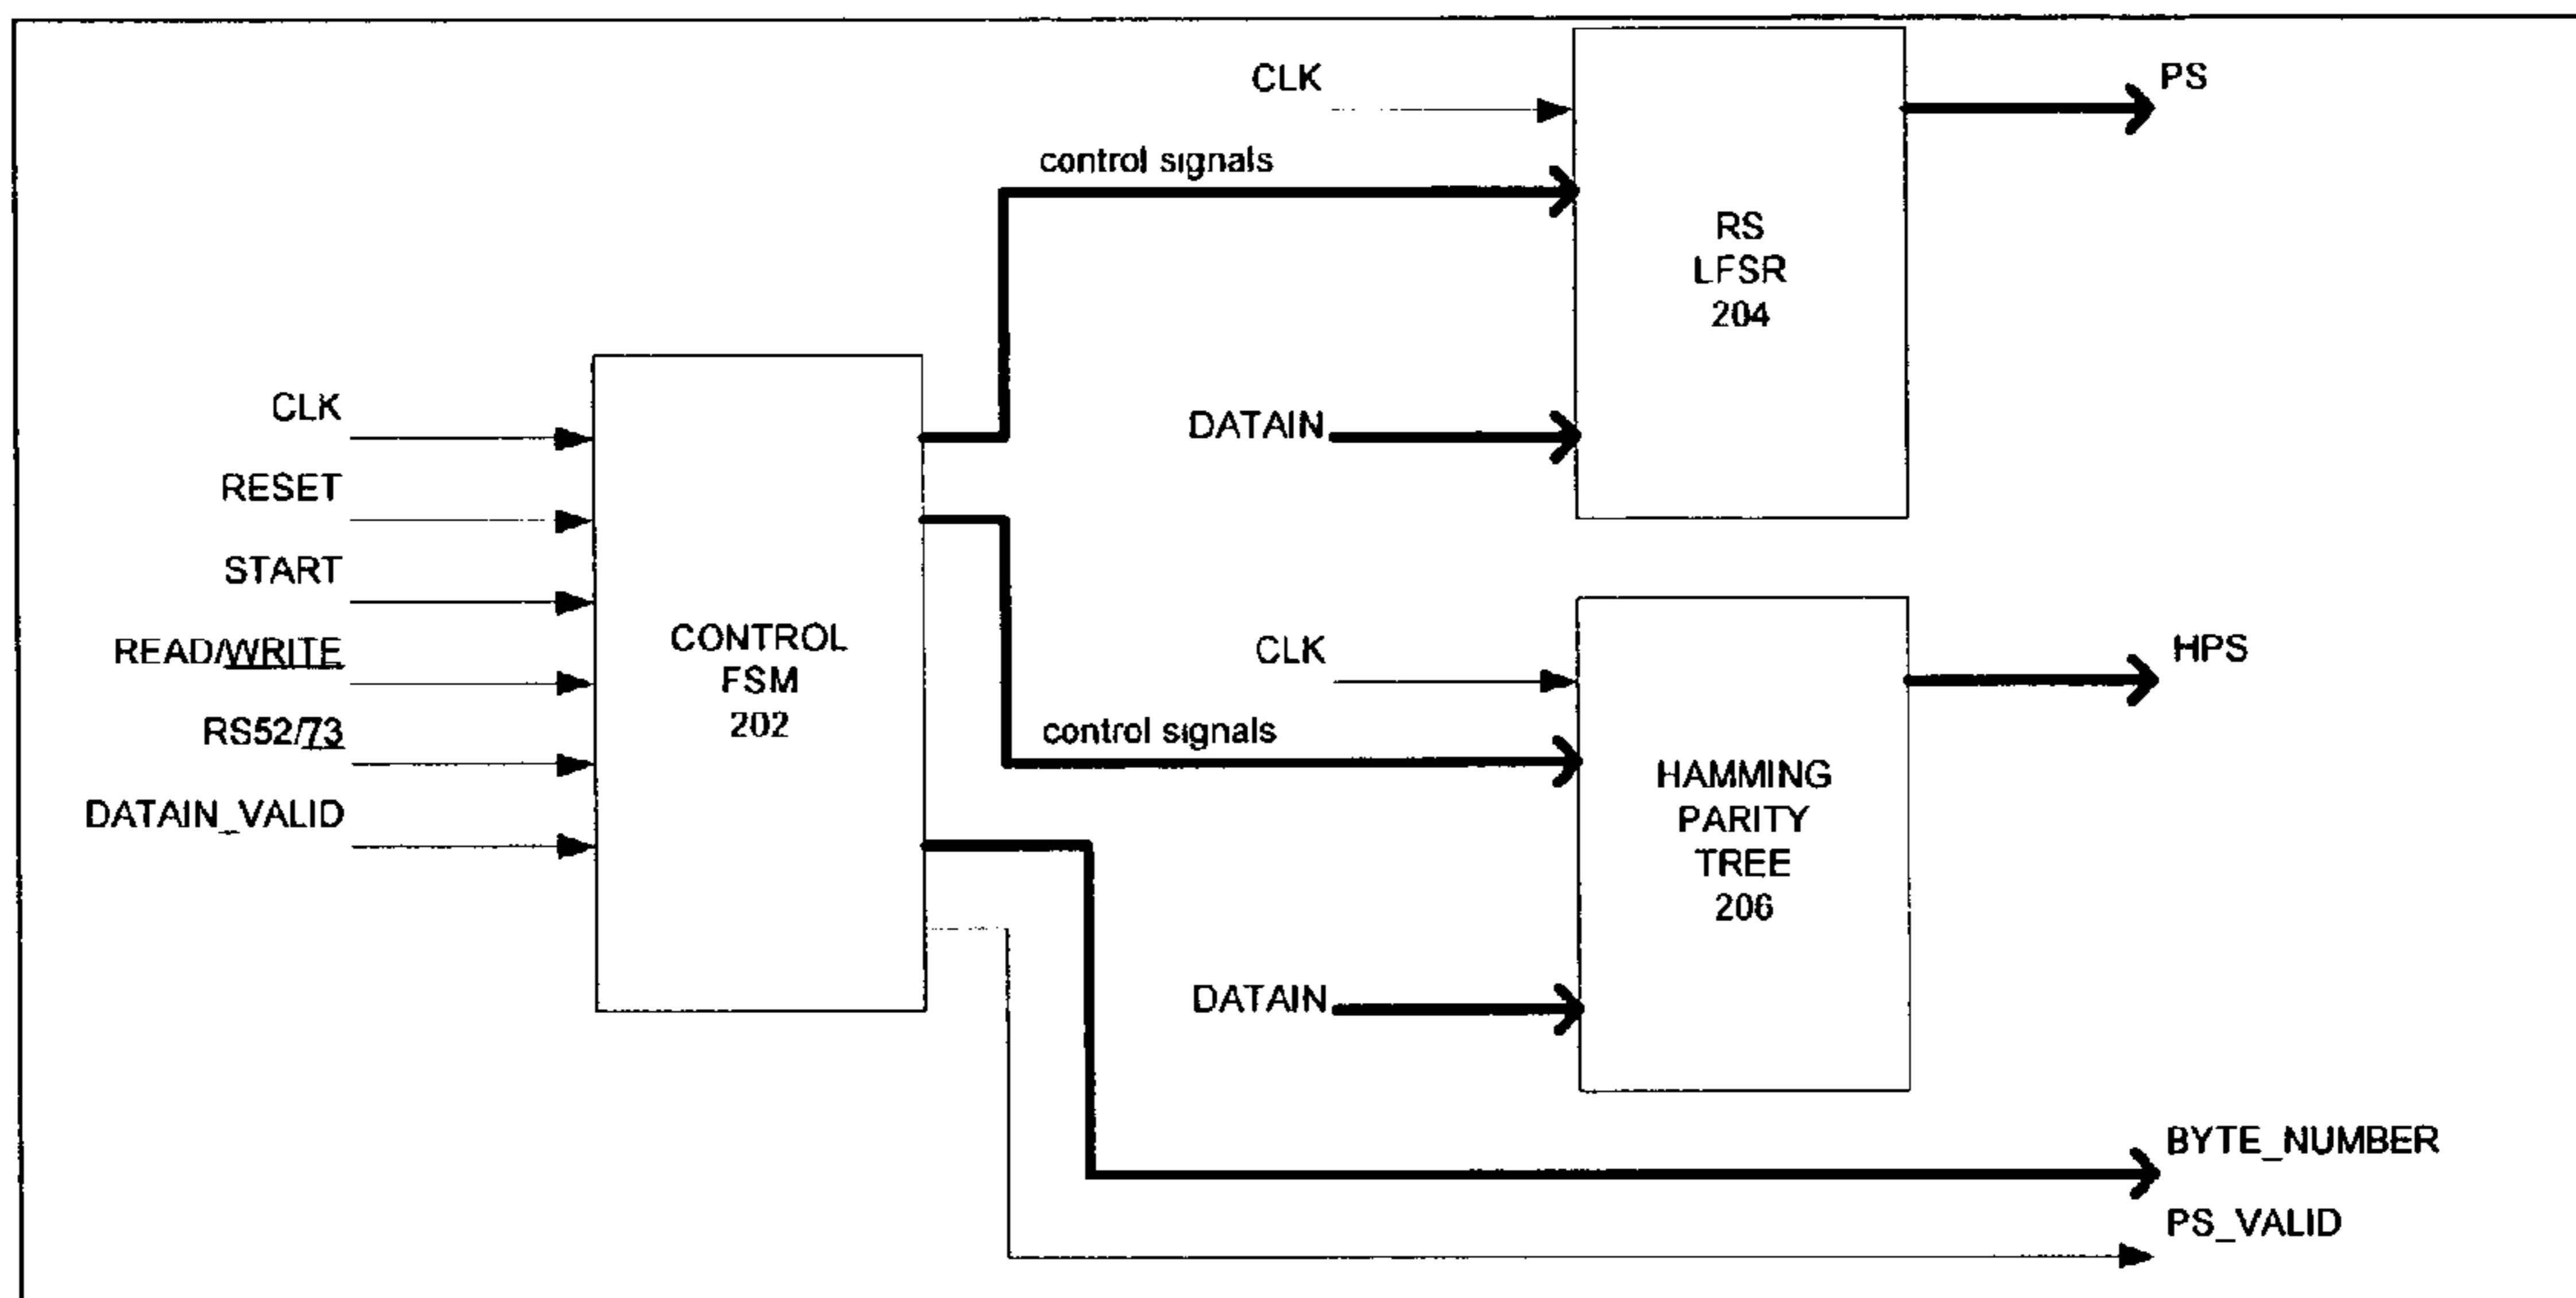 CLK
PS
control signals
RS
LFSR
204
DATAIN
CLK
RESET
START
READ/WRITE
RS52/73
DATAIN_VALID
CONTROL
FSM
202
CLK
HPS
control signals
HAMMING
PARITY
TREE
206
DATAIN
BYTE_NUMBER
PS_VALID